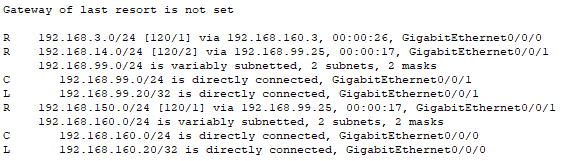 Gateway of last resort is not set

R    192.168.3.0/24 [120/1] via 192.168.160.3, 00:00:26, GigabitEthernet0/0/0
R    192.168.14.0/24 [120/2] via 192.168.99.25, 00:00:17, GigabitEthernet0/0/1
     192.168.99.0/24 is variably subnetted, 2 subnets, 2 masks
C       192.168.99.0/24 is directly connected, GigabitEthernet0/0/1
L       192.168.99.20/32 is directly connected, GigabitEthernet0/0/1
R    192.168.150.0/24 [120/1] via 192.168.99.25, 00:00:17, GigabitEthernet0/0/1
     192.168.160.0/24 is variably subnetted, 2 subnets, 2 masks
C       192.168.160.0/24 is directly connected, GigabitEthernet0/0/0
L       192.168.160.20/32 is directly connected, GigabitEthernet0/0/0